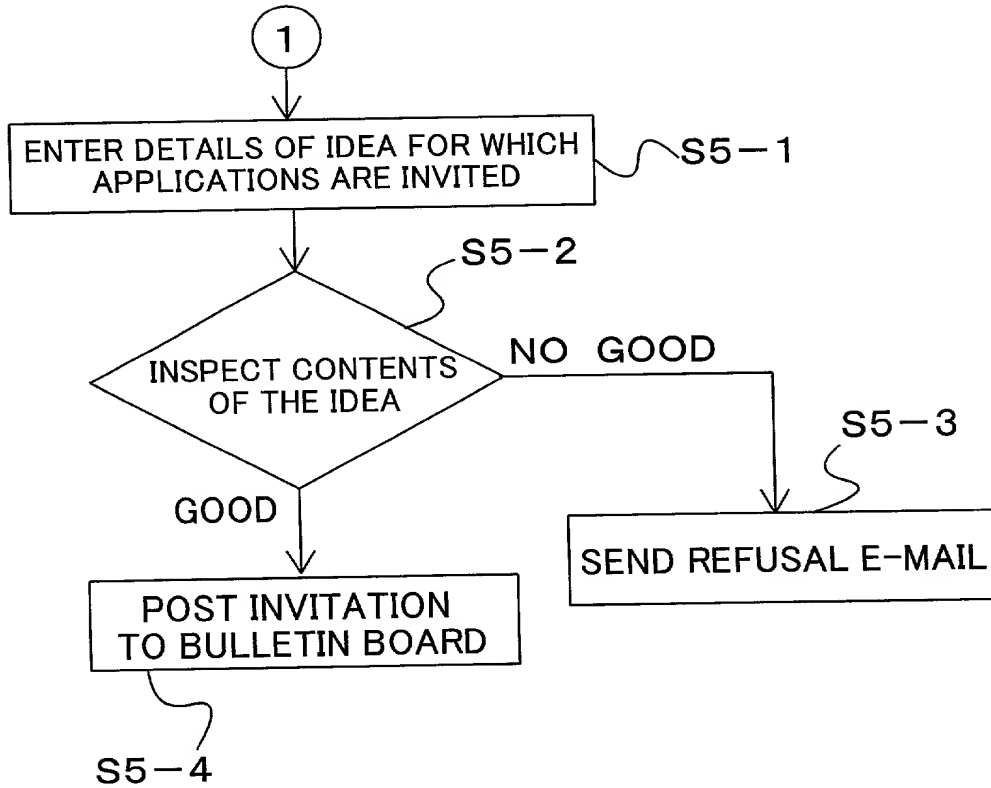 1
ENTER DETAILS OF IDEA FOR WHICH
APPLICATIONS ARE INVITED
S5-1
S5-2
INSPECT CONTENTS
OF THE IDEA
NO GOOD
S5-3
GOOD
SEND REFUSAL E-MAIL
POST INVITATION
TO BULLETIN BOARD
S5-4